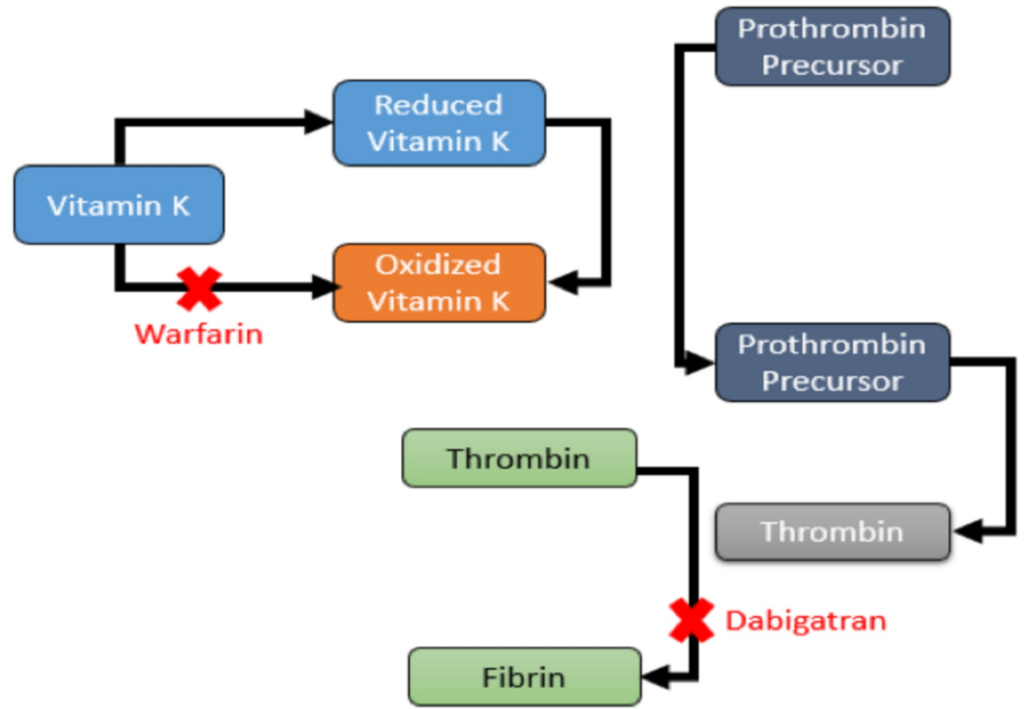 Prothrombin
Precursor
Reduced
Vitamin K
Vitamin K
Oxidized
Vitamin K
Warfarin
Prothrombin
Precursor
Thrombin
Thrombin
Dabigatran
Fibrin